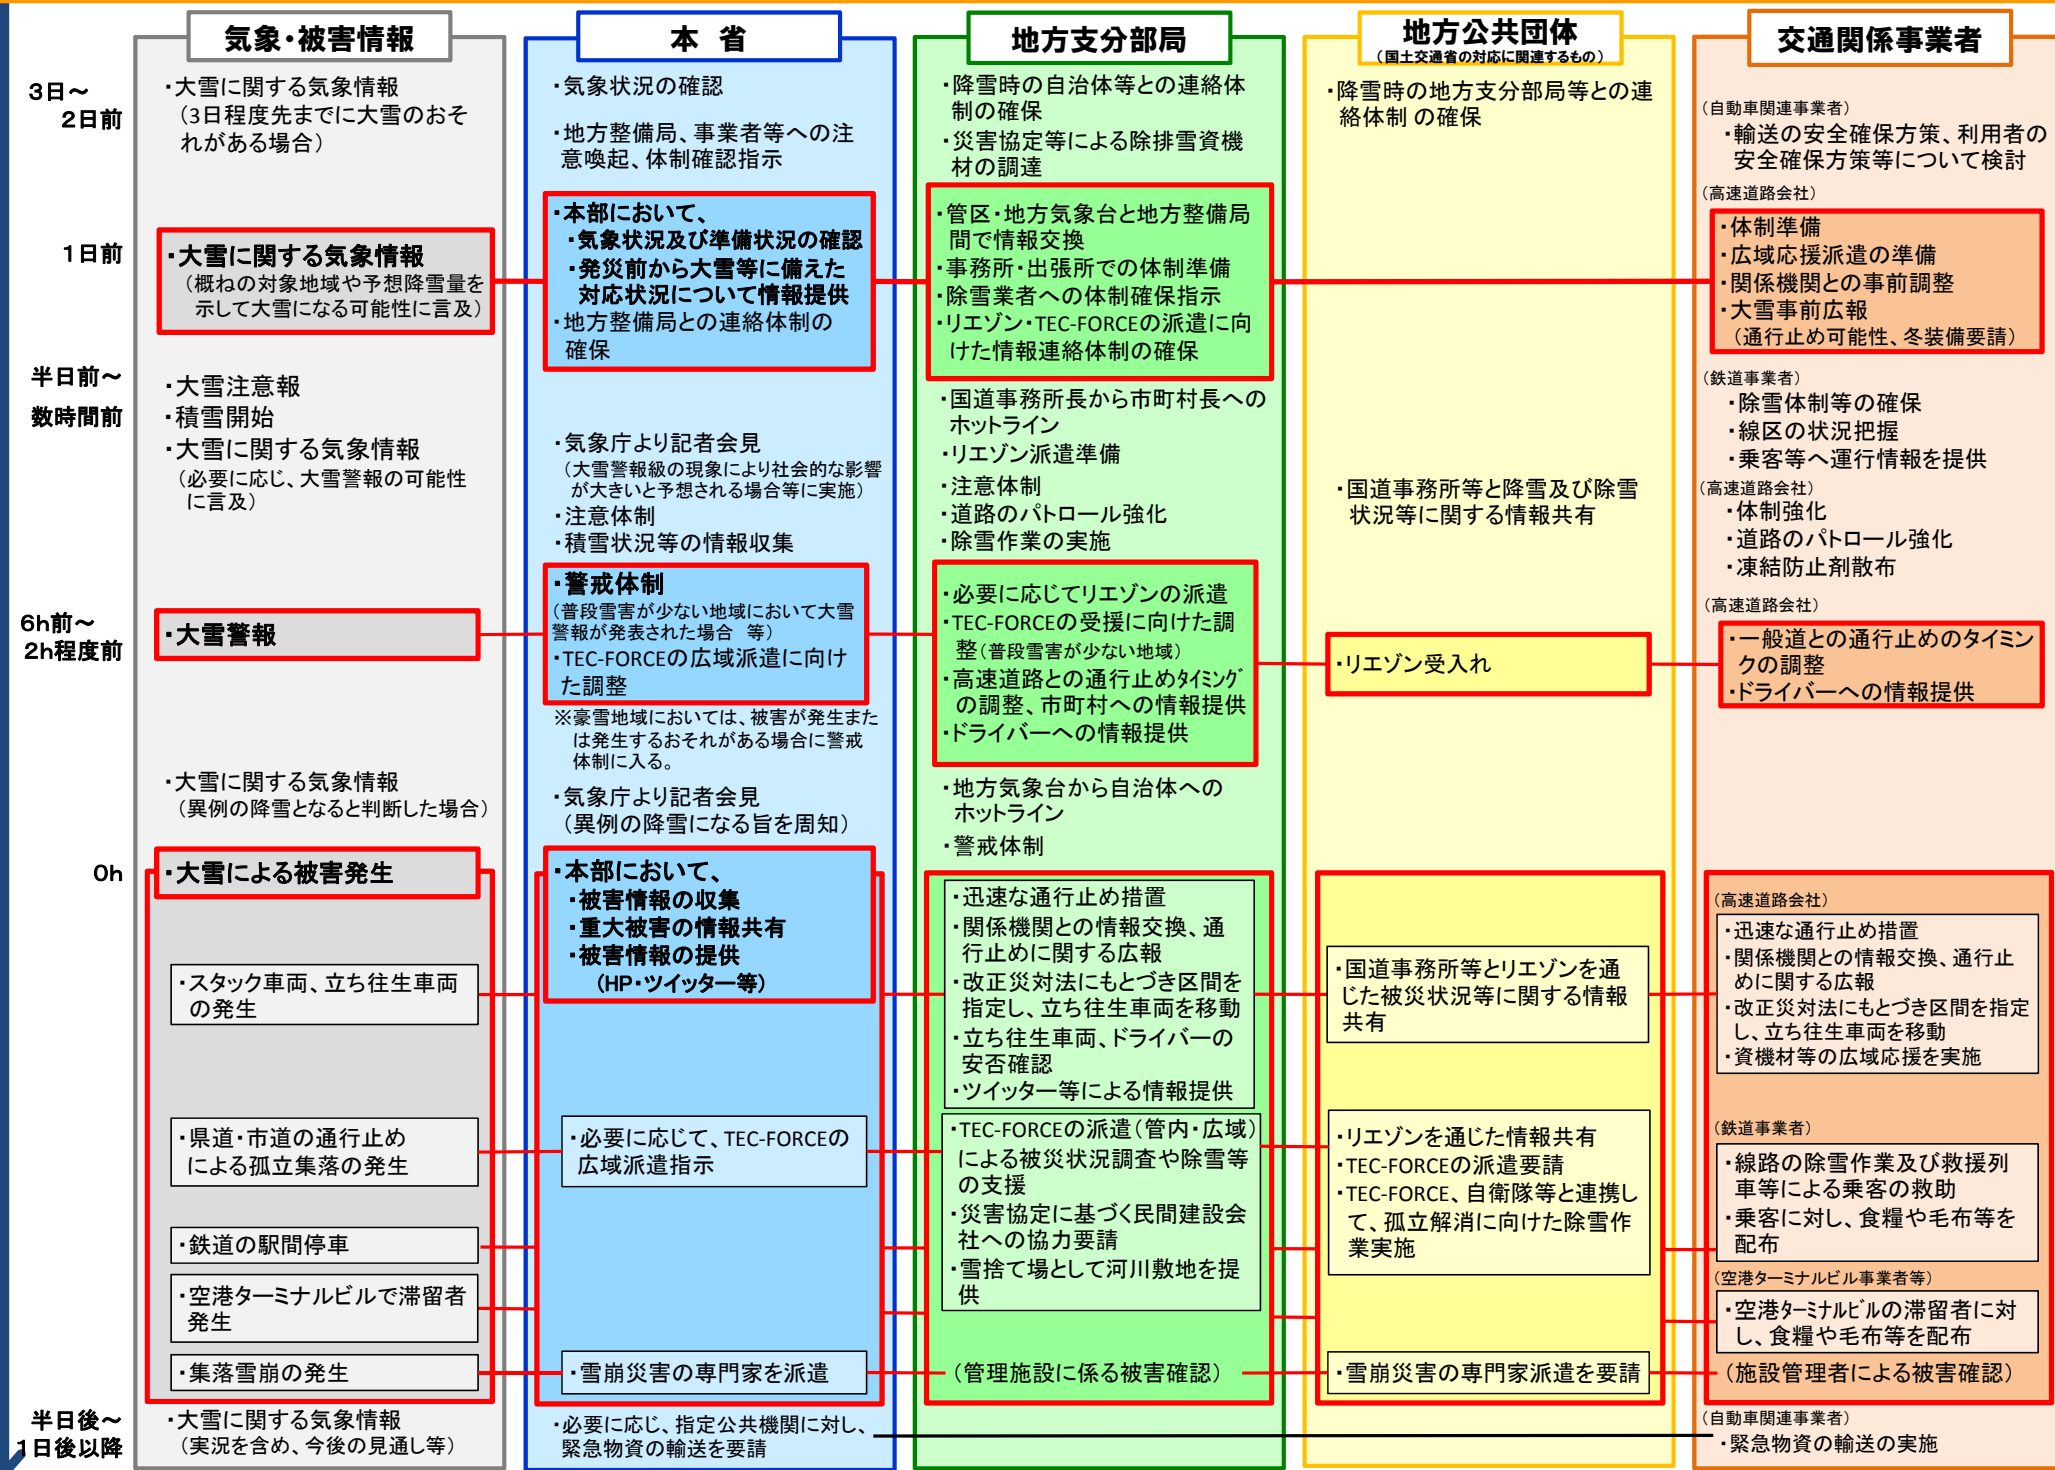 気象・被害情報
本 省
地方支分部局
地方公共団体
（国土交通省の対応に関連するもの）
交通関係事業者
3日～
2日前
1日前
半日前～
数時間前
6h前～
2h程度前
0h
半日後～
1日後以降
・大雪に関する気象情報
（3日程度先までに大雪のおそ
れがある場合）
・大雪に関する気象情報
（概ねの対象地域や予想降雪量を
示して大雪になる可能性に言及）
・大雪注意報
・積雪開始
・大雪に関する気象情報
（必要に応じ、大雪警報の可能性
に言及）
・大雪警報
・大雪に関する気象情報
（異例の降雪となると判断した場合）
・大雪による被害発生
・スタック車両、立ち往生車両
の発生
・県道・市道の通行止め
による孤立集落の発生
・鉄道の駅間停車
・空港ターミナルビルで滞留者
発生
・集落雪崩の発生
・大雪に関する気象情報
（実況を含め、今後の見通し等）
・気象状況の確認
・地方整備局、事業者等への注
意喚起、体制確認指示
・本部において、
・気象状況及び準備状況の確認
・発災前から大雪等に備えた
対応状況について情報提供
・地方整備局との連絡体制の
確保
・気象庁より記者会見
（大雪警報級の現象により社会的な影響
が大きいと予想される場合等に実施）
・注意体制
・積雪状況等の情報収集
・警戒体制
（普段雪害が少ない地域において大雪
警報が発表された場合 等）
・TEC-FORCEの広域派遣に向け
た調整
※豪雪地域においては、被害が発生また
は発生するおそれがある場合に警戒
体制に入る。
・気象庁より記者会見
（異例の降雪になる旨を周知）
・本部において、
・被害情報の収集
・重大被害の情報共有
・被害情報の提供
（HP・ツイッター等）
・必要に応じて、TEC-FORCEの
広域派遣指示
・雪崩災害の専門家を派遣
・必要に応じ、指定公共機関に対し、
緊急物資の輸送を要請
・降雪時の自治体等との連絡体
制の確保
・災害協定等による除排雪資機
材の調達
・管区・地方気象台と地方整備局
間で情報交換
・事務所・出張所での体制準備
・除雪業者への体制確保指示
・リエゾン・TEC-FORCEの派遣に向
けた情報連絡体制の確保
・国道事務所長から市町村長への
ホットライン
・リエゾン派遣準備
・注意体制
・道路のパトロール強化
・除雪作業の実施
・必要に応じてリエゾンの派遣
・TEC-FORCEの受援に向けた調
整（普段雪害が少ない地域）
・高速道路との通行止めﾀｲﾐﾝｸﾞ
の調整、市町村への情報提供
・ドライバーへの情報提供
・地方気象台から自治体への
ホットライン
・警戒体制
・迅速な通行止め措置
・関係機関との情報交換、通
行止めに関する広報
・改正災対法にもとづき区間を
指定し、立ち往生車両を移動
・立ち往生車両、ドライバーの
安否確認
・ツイッター等による情報提供
・TEC-FORCEの派遣（管内・広域）
による被災状況調査や除雪等
の支援
・災害協定に基づく民間建設会
社への協力要請
・雪捨て場として河川敷地を提
供
（管理施設に係る被害確認）
・降雪時の地方支分部局等との連
絡体制 の確保
・国道事務所等と降雪及び除雪
状況等に関する情報共有
・リエゾン受入れ
・国道事務所等とリエゾンを通
じた被災状況等に関する情報
共有
・リエゾンを通じた情報共有
・TEC-FORCEの派遣要請
・TEC-FORCE、自衛隊等と連携し
て、孤立解消に向けた除雪作
業実施
・雪崩災害の専門家派遣を要請
（自動車関連事業者）
・輸送の安全確保方策、利用者の
安全確保方策等について検討
（高速道路会社）
・体制準備
・広域応援派遣の準備
・関係機関との事前調整
・大雪事前広報
（通行止め可能性、冬装備要請）
（鉄道事業者）
・除雪体制等の確保
・線区の状況把握
・乗客等へ運行情報を提供
（高速道路会社）
・体制強化
・道路のパトロール強化
・凍結防止剤散布
（高速道路会社）
・一般道との通行止めのタイミン
クの調整
・ドライバーへの情報提供
（高速道路会社）
・迅速な通行止め措置
・関係機関との情報交換、通行止
めに関する広報
・改正災対法にもとづき区間を指定
し、立ち往生車両を移動
・資機材等の広域応援を実施
（鉄道事業者）
・線路の除雪作業及び救援列
車等による乗客の救助
・乗客に対し、食糧や毛布等を
配布
（空港ターミナルビル事業者等）
・空港ﾀｰﾐﾅﾙﾋﾞﾙの滞留者に対
し、食糧や毛布等を配布
（施設管理者による被害確認）
（自動車関連事業者）
・緊急物資の輸送の実施